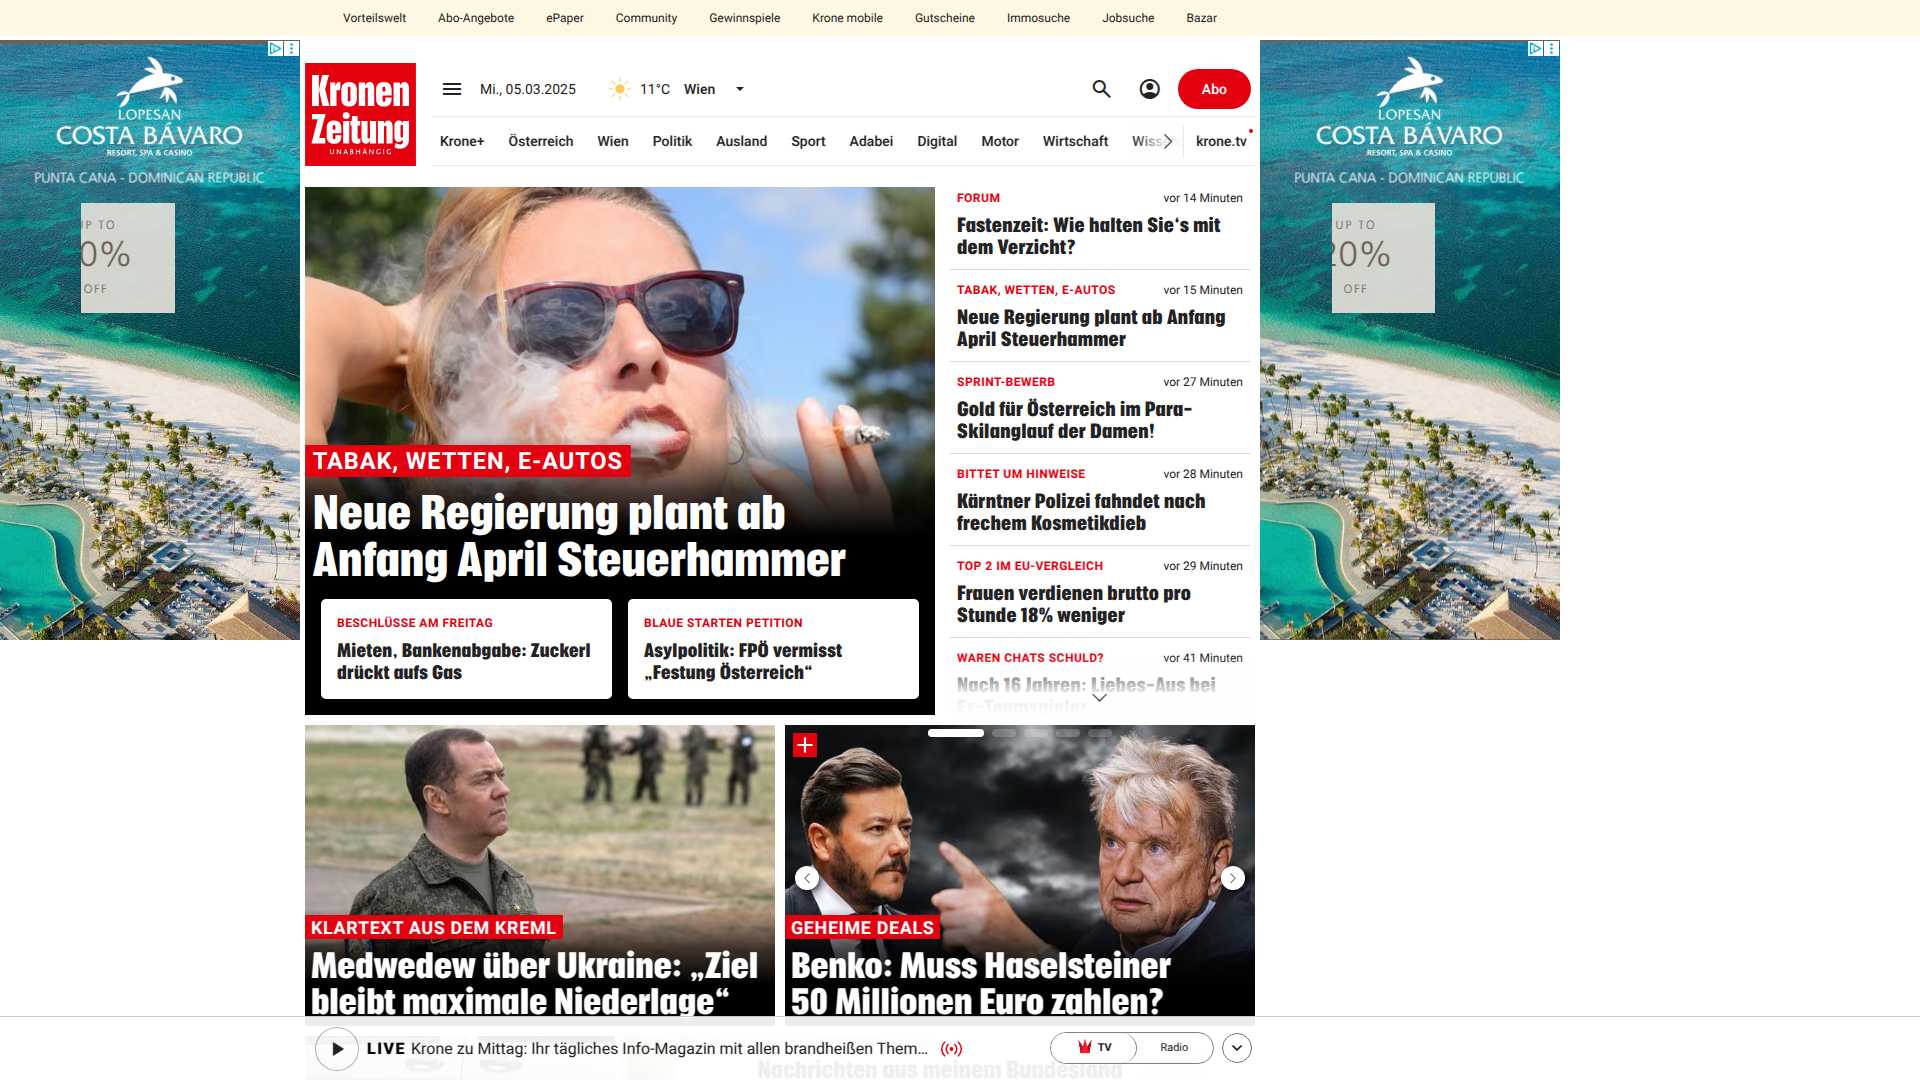 Vorteilswelt Abo-Angebote ePaper Community Gewinnspiele Krone mobile Gutscheine Immosuche Jobsuche Bazar
LOPESAN
COSTA BÁVARO
RESORT, SPA & CASINO
PUNTA CANA - DOMINICAN REPUBLIC
UP TO
0%
OFF
Kronen
Zeitung
UNABHÄNGIG
Mi., 05.03.2025 11°C Wien
Abo
Krone+ Österreich Wien Politik Ausland Sport Adabei Digital Motor Wirtschaft krone.tv
TABAK, WETTEN, E-AUTOS
Neue Regierung plant ab
Anfang April Steuerhammer
BESCHLÜSSE AM FREITAG
Mieten, Bankenabgabe: Zuckerl
drückt aufs Gas
BLAUE STARTEN PETITION
Asylpolitik: FPÖ vermisst
„Festung Österreich“
FORUM vor 14 Minuten
Fastenzeit: Wie halten Sie‘s mit
dem Verzicht?
TABAK, WETTEN, E-AUTOS vor 15 Minuten
Neue Regierung plant ab Anfang
April Steuerhammer
SPRINT-BEWERB vor 27 Minuten
Gold für Österreich im Para-
Skilanglauf der Damen!
BITTET UM HINWEISE vor 28 Minuten
Kärntner Polizei fahndet nach
frechem Kosmetikdieb
TOP 2 IM EU-VERGLEICH vor 29 Minuten
Frauen verdienen brutto pro
Stunde 18% weniger
WAREN CHATS SCHULD? vor 41 Minuten
Nach 16 Jahren: Liebes-Aus bei
Ex-Teamspieler
LOPESAN
COSTA BÁVARO
RESORT, SPA & CASINO
PUNTA CANA - DOMINICAN REPUBLIC
UP TO
20%
OFF
KLARTEXT AUS DEM KREML
Medwedew über Ukraine: „Ziel
bleibt maximale Niederlage“
GEHEIME DEALS
Benko: Muss Haselsteiner
50 Millionen Euro zahlen?
LIVE Krone zu Mittag: Ihr tägliches Info-Magazin mit allen brandheißen Them...
TV Radio
Nachrichten aus meinem Bundesland